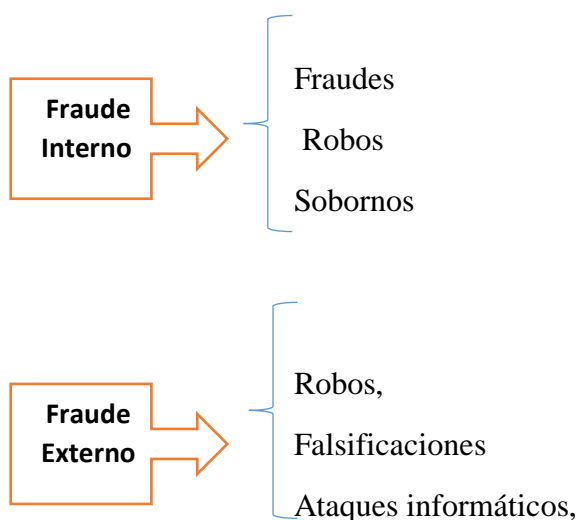 Fraude
Interno
Fraudes
Robos
Sobornos
Fraude
Externo
Robos,
Falsificaciones
Ataques informáticos,